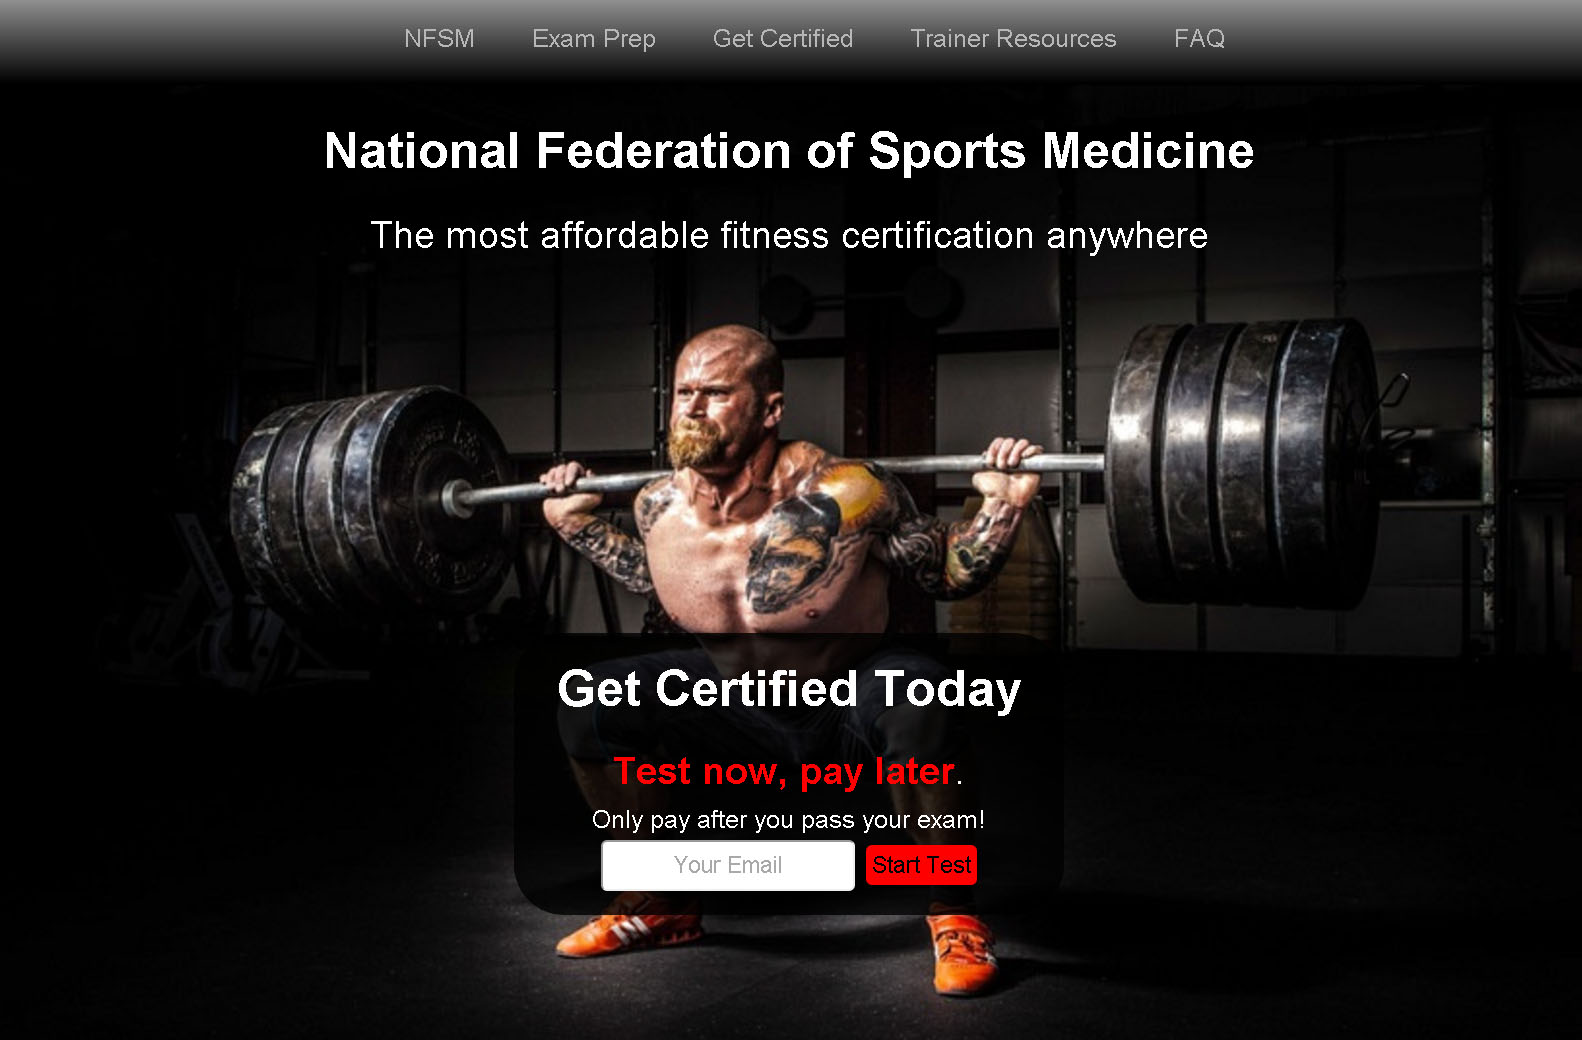 NFSM Exam Prep Get Certified Trainer Resources FAQ
National Federation of Sports Medicine
The most affordable fitness certification anywhere
Get Certified Today
Test now, pay later.
Only pay after you pass your exam!
Your Email Start Test